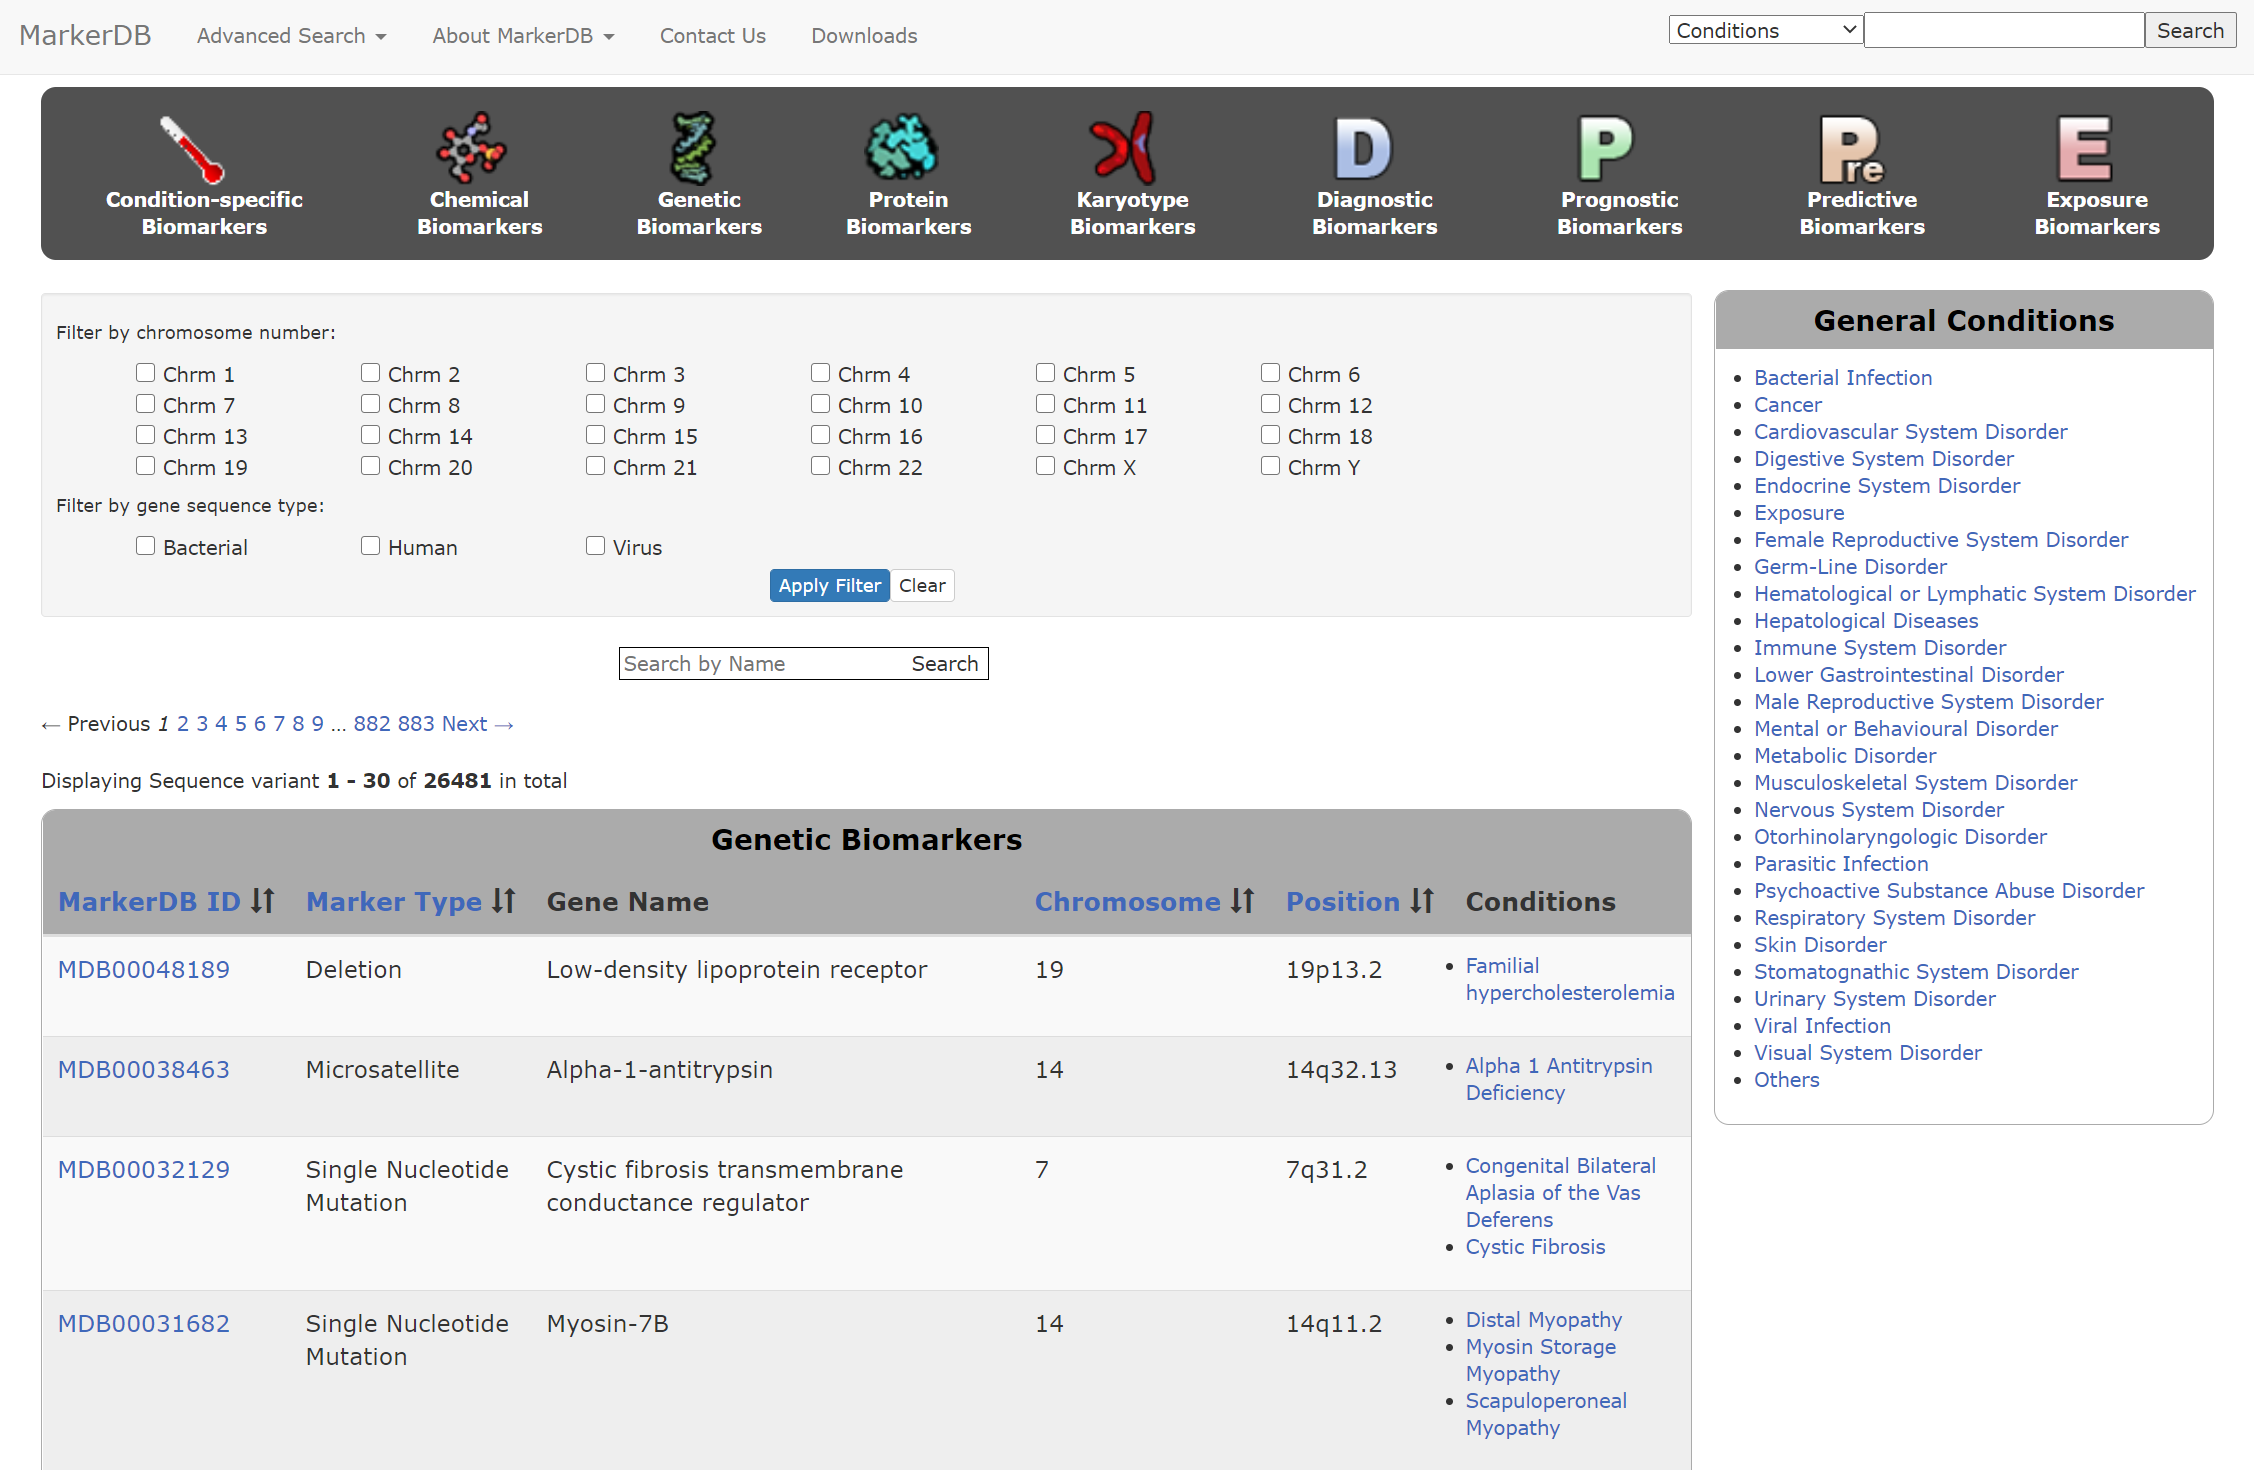 MarkerDB Advanced Search About MarkerDB Contact Us Downloads Conditions Search
Condition-specific Biomarkers
Chemical Biomarkers
Genetic Biomarkers
Protein Biomarkers
Karyotype Biomarkers
D
Diagnostic Biomarkers
P
Prognostic Biomarkers
Pre
Predictive Biomarkers
E
Exposure Biomarkers
Filter by chromosome number:
Chrm 1 Chrm 2 Chrm 3 Chrm 4 Chrm 5 Chrm 6
Chrm 7 Chrm 8 Chrm 9 Chrm 10 Chrm 11 Chrm 12
Chrm 13 Chrm 14 Chrm 15 Chrm 16 Chrm 17 Chrm 18
Chrm 19 Chrm 20 Chrm 21 Chrm 22 Chrm X Chrm Y
Filter by gene sequence type:
Bacterial Human Virus
Apply Filter Clear
Search by Name Search
← Previous 1 2 3 4 5 6 7 8 9 … 882 883 Next →
Displaying Sequence variant 1 - 30 of 26481 in total
Genetic Biomarkers
MarkerDB ID Marker Type Gene Name Chromosome Position Conditions
MDB00048189 Deletion Low-density lipoprotein receptor 19 19p13.2 Familial
hypercholesterolemia
MDB00038463 Microsatellite Alpha-1-antitrypsin 14 14q32.13 Alpha 1 Antitrypsin
Deficiency
MDB00032129 Single Nucleotide Cystic fibrosis transmembrane 7 7q31.2 Congenital Bilateral
Mutation conductance regulator Aplasia of the Vas
Deferens
Cystic Fibrosis
MDB00031682 Single Nucleotide Myosin-7B 14 14q11.2 Distal Myopathy
Mutation Myosin Storage
Myopathy
Scapuloperoneal
Myopathy
General Conditions
Bacterial Infection
Cancer
Cardiovascular System Disorder
Digestive System Disorder
Endocrine System Disorder
Exposure
Female Reproductive System Disorder
Germ-Line Disorder
Hematological or Lymphatic System Disorder
Hepatological Diseases
Immune System Disorder
Lower Gastrointestinal Disorder
Male Reproductive System Disorder
Mental or Behavioural Disorder
Metabolic Disorder
Musculoskeletal System Disorder
Nervous System Disorder
Otorhinolaryngologic Disorder
Parasitic Infection
Psychoactive Substance Abuse Disorder
Respiratory System Disorder
Skin Disorder
Stomatognathic System Disorder
Urinary System Disorder
Viral Infection
Visual System Disorder
Others